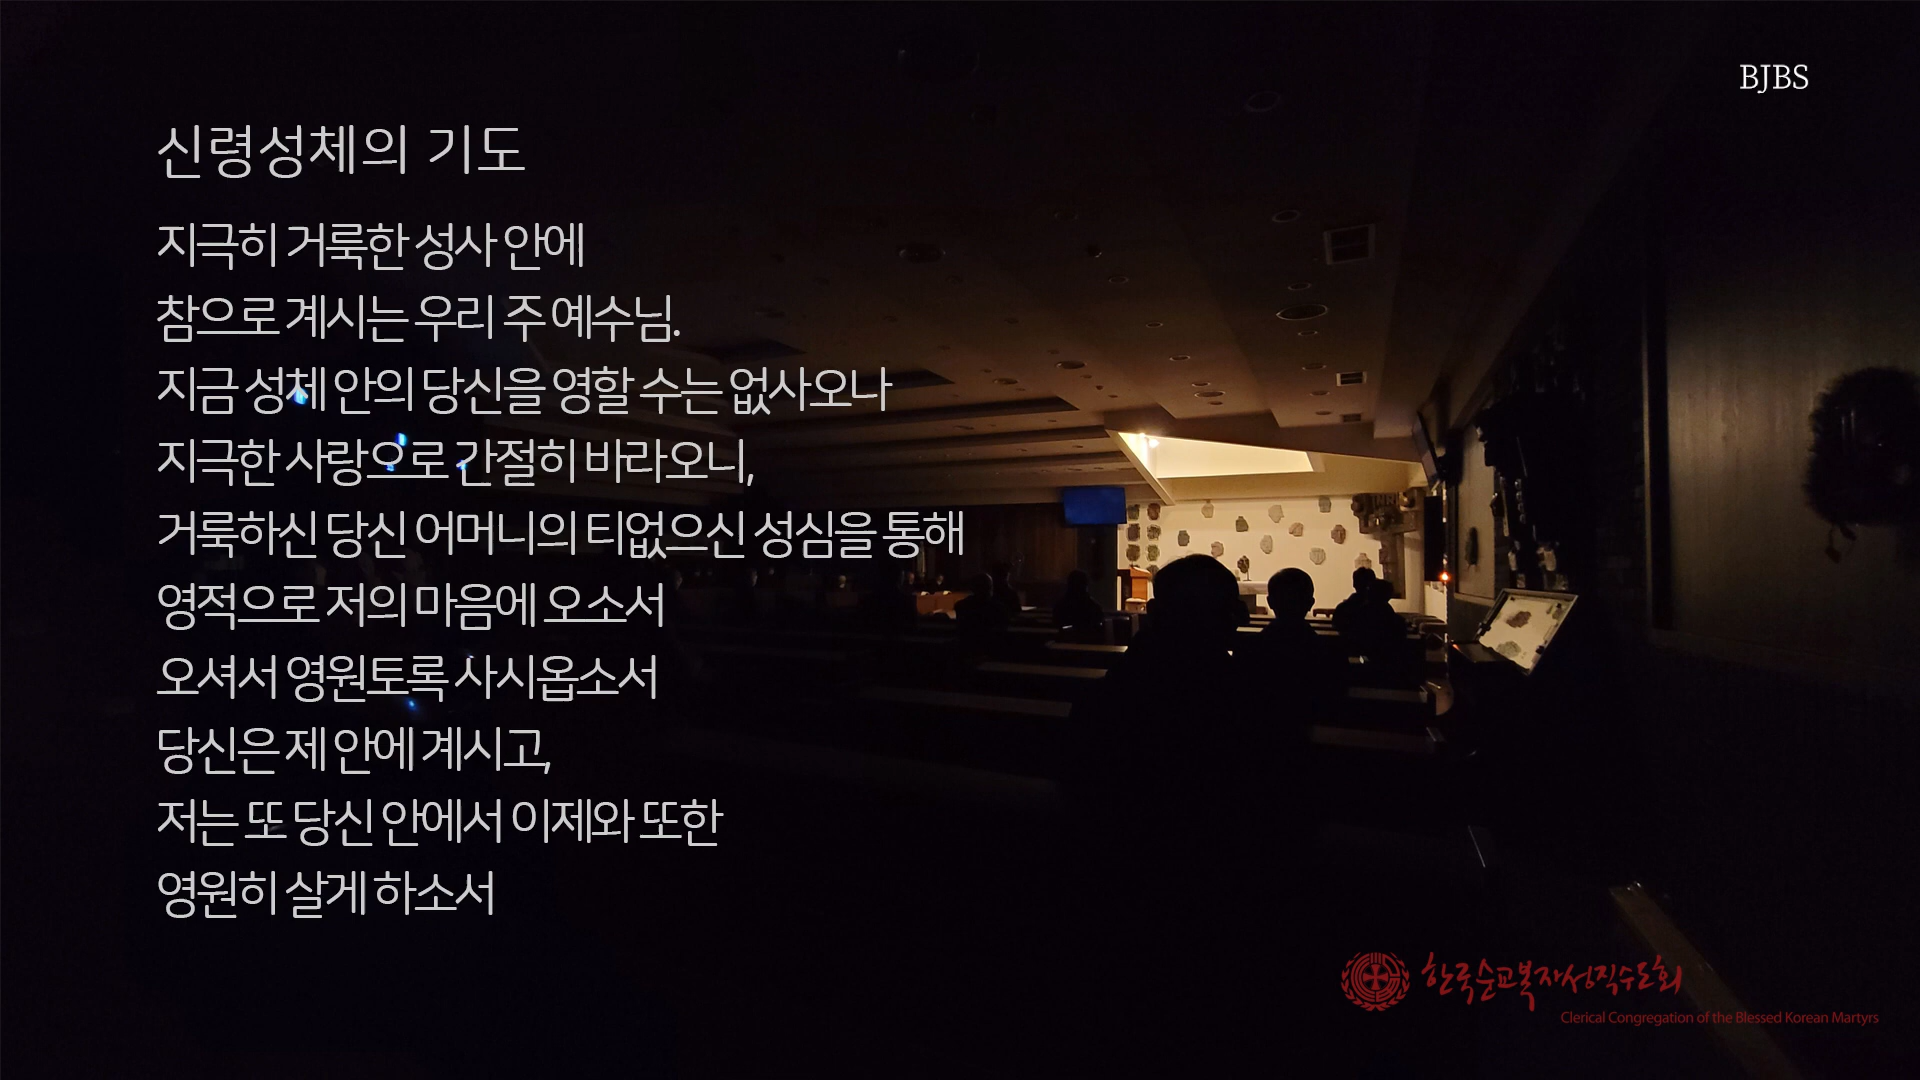 BJBS
신령성체의 기도
지극히 거룩한 성사 안에
참으로 계시는 우리 주 예수님.
지금 성체 안의 당신을 영할 수는 없사오나
지극한 사랑으로 간절히 바라오니,
거룩하신 당신 어머니의 티없으신 성심을 통해
영적으로 저의 마음에 오소서
오셔서 영원토록 사시옵소서
당신은 제 안에 계시고,
저는 또 당신 안에서 이제와 또한
영원히 살게 하소서
한국순교복자성직수도회
Clerical Congregation of the Blessed Korean Martyrs